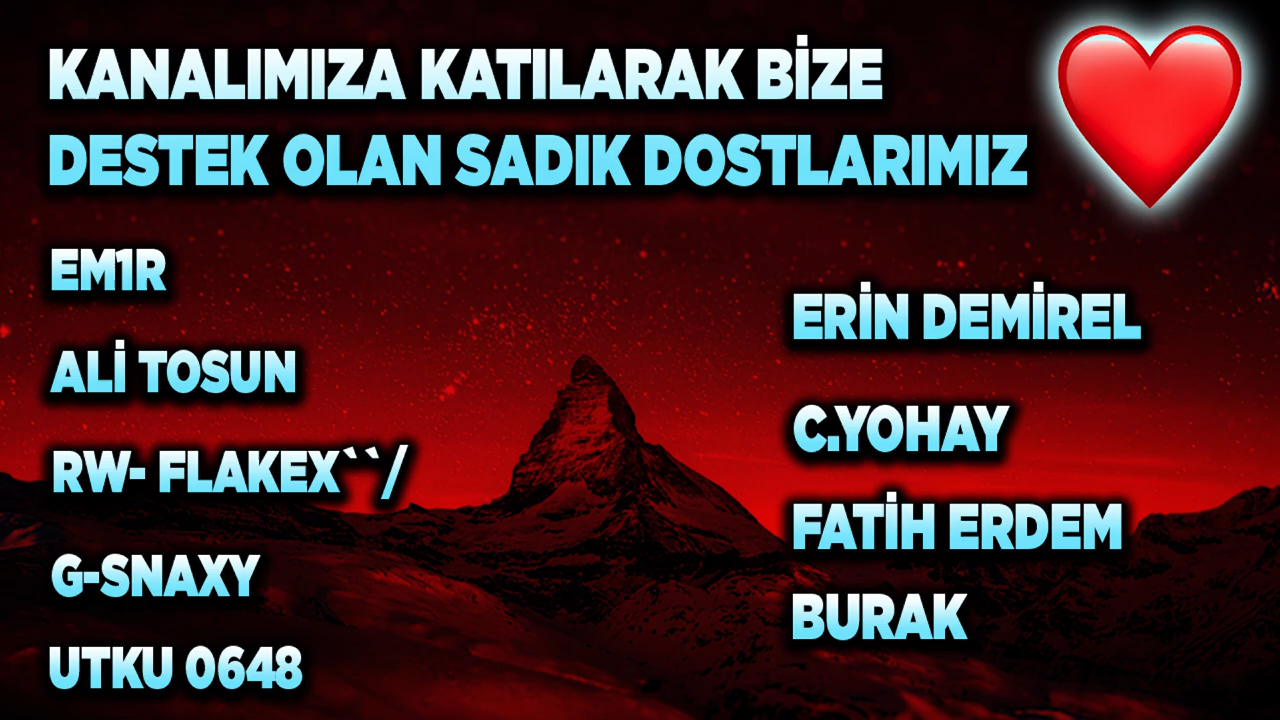 KANALIMIZA KATILARAK BİZE
DESTEK OLAN SADIK DOSTLARIMIZ
EM1R
ALİ TOSUN
RW- FLAKEX``/
G-SNAXY
UTKU 0648
ERİN DEMİREL
C.YOHAY
FATİH ERDEM
BURAK